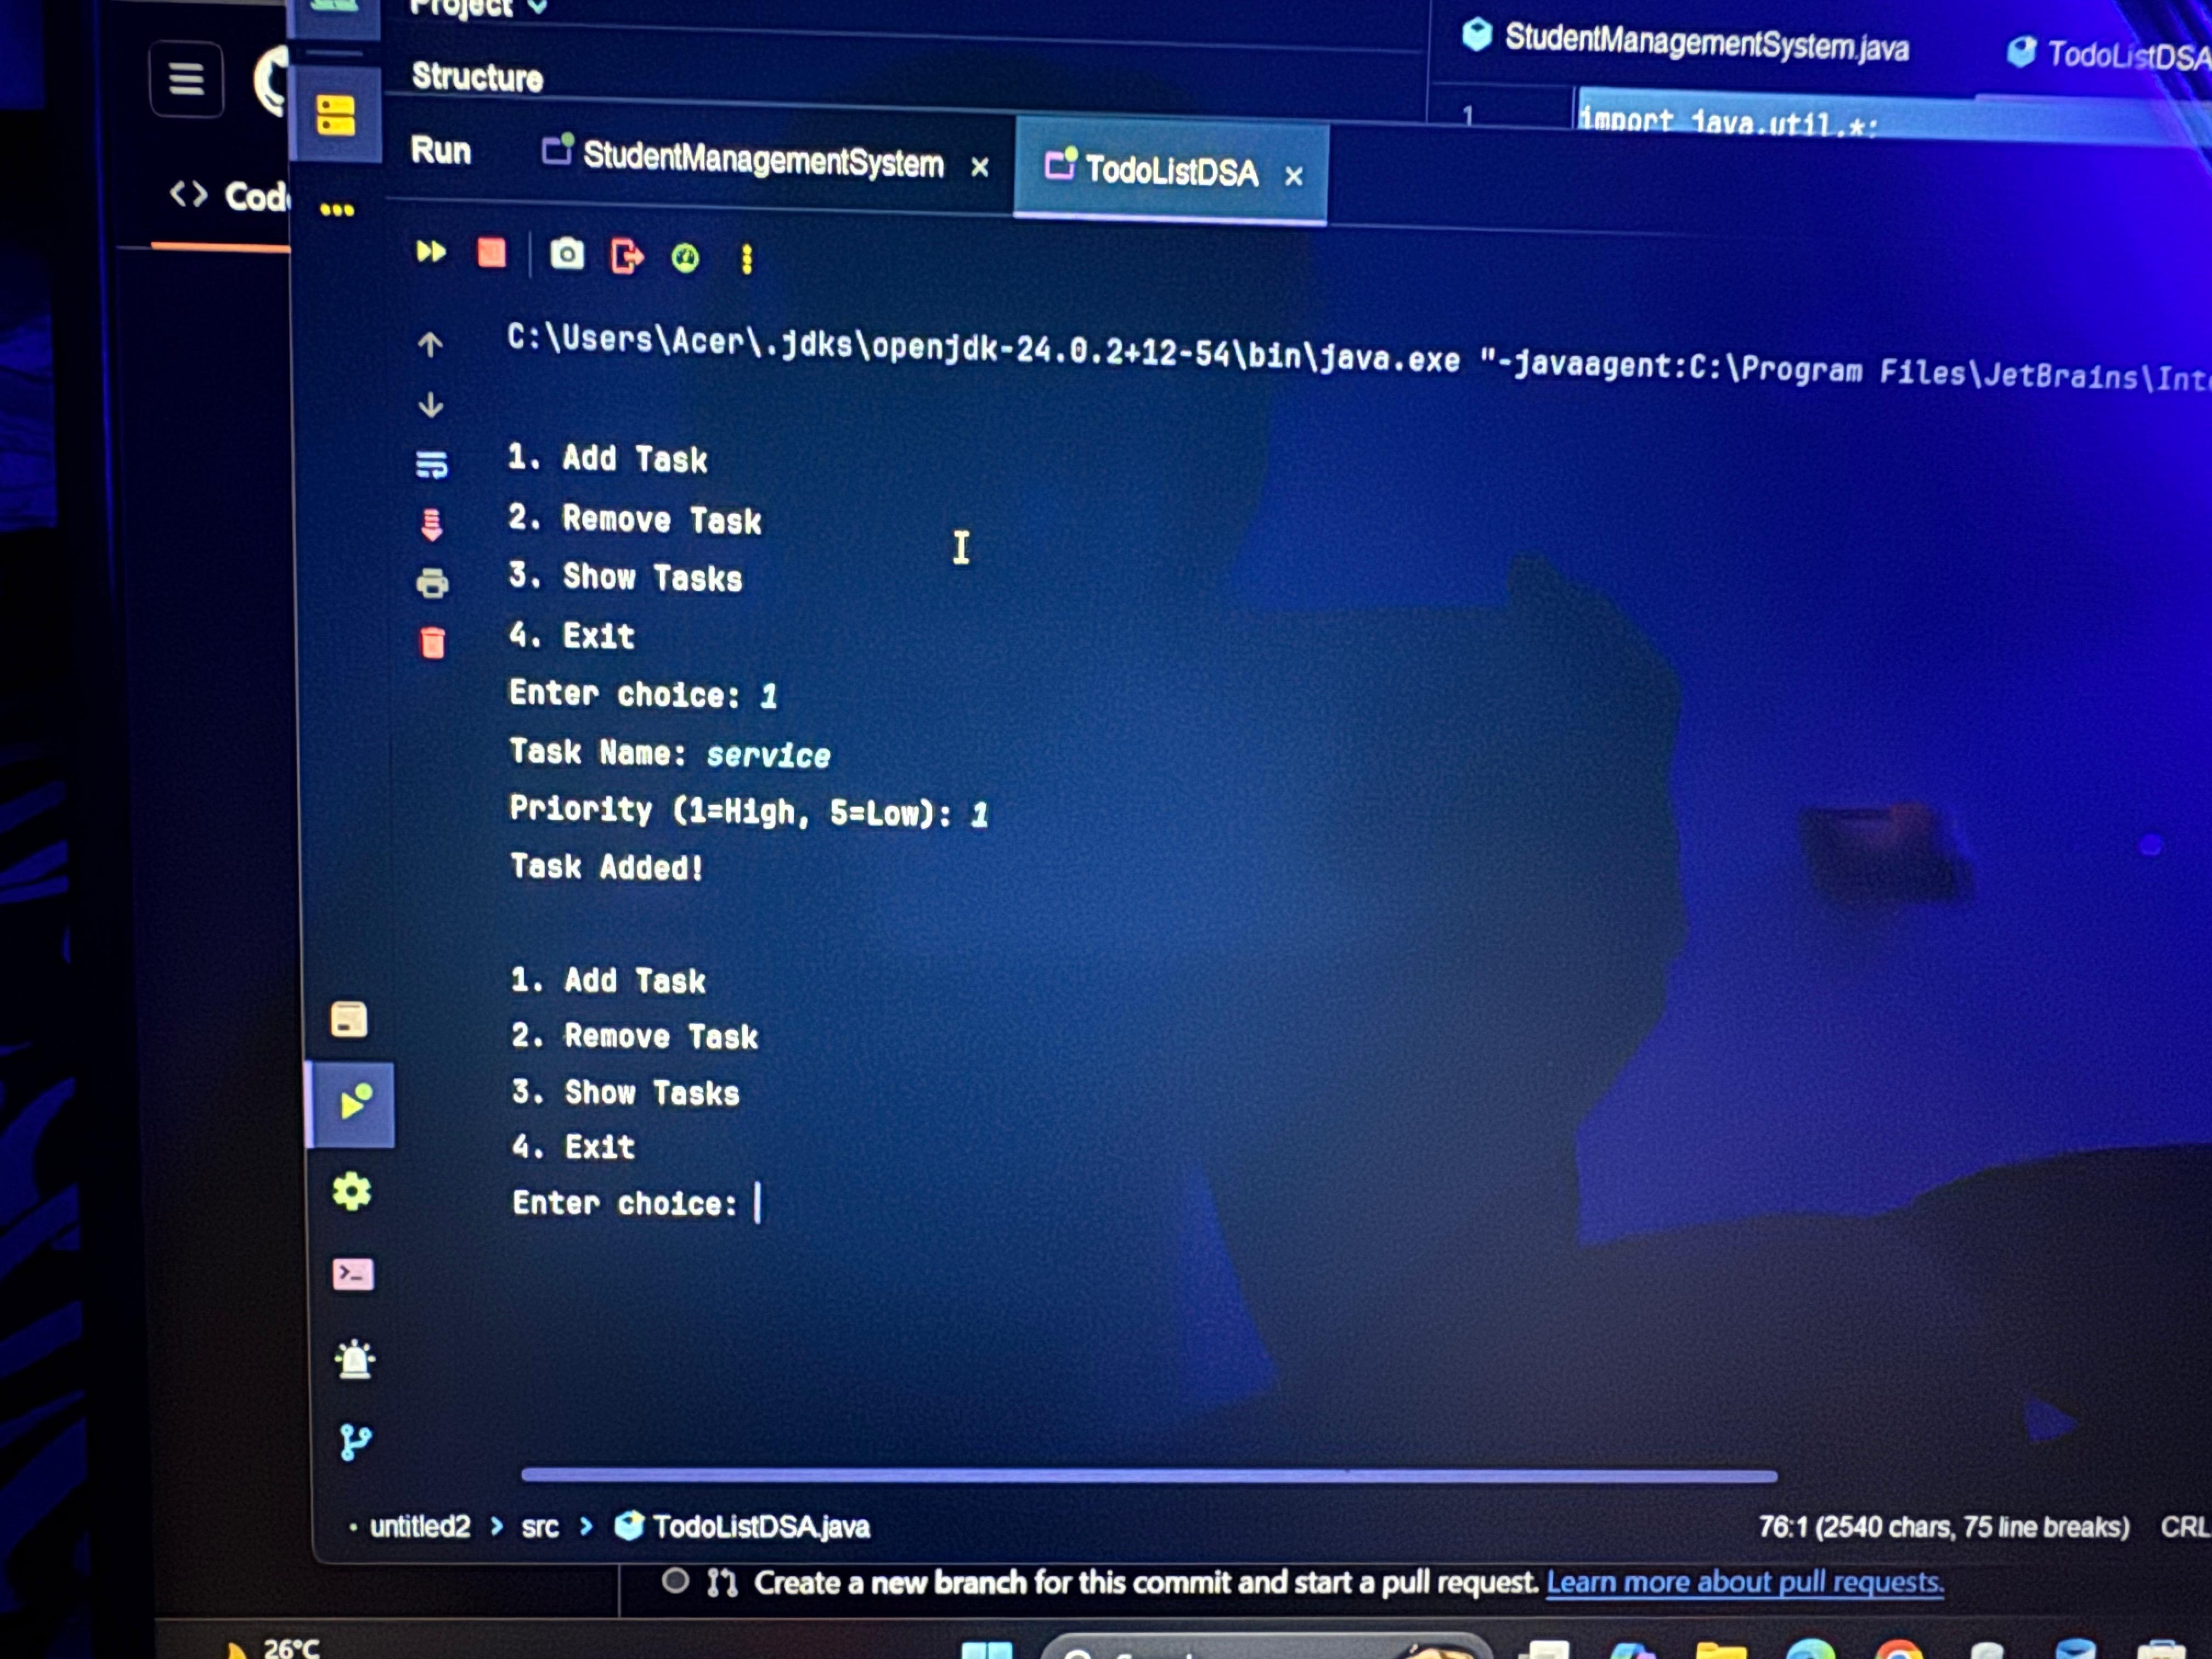 Project
StudentManagementSystem.java
TodoListDSA
Structure
1
import java.util.*;
Run
StudentManagementSystem
TodoListDSA
C:\Users\Acer\.jdks\openjdk-24.0.2+12-54\bin\java.exe "-javaagent:C:\Program Files\JetBrains\Int
1. Add Task
2. Remove Task
3. Show Tasks
4. Exit
Enter choice: 1
Task Name: service
Priority (1=High, 5=Low): 1
Task Added!
1. Add Task
2. Remove Task
3. Show Tasks
4. Exit
Enter choice:
untitled2 > src > TodoListDSA.java
76:1 (2540 chars, 75 line breaks)
CRL
Create a new branch for this commit and start a pull request. Learn more about pull requests.
26°C